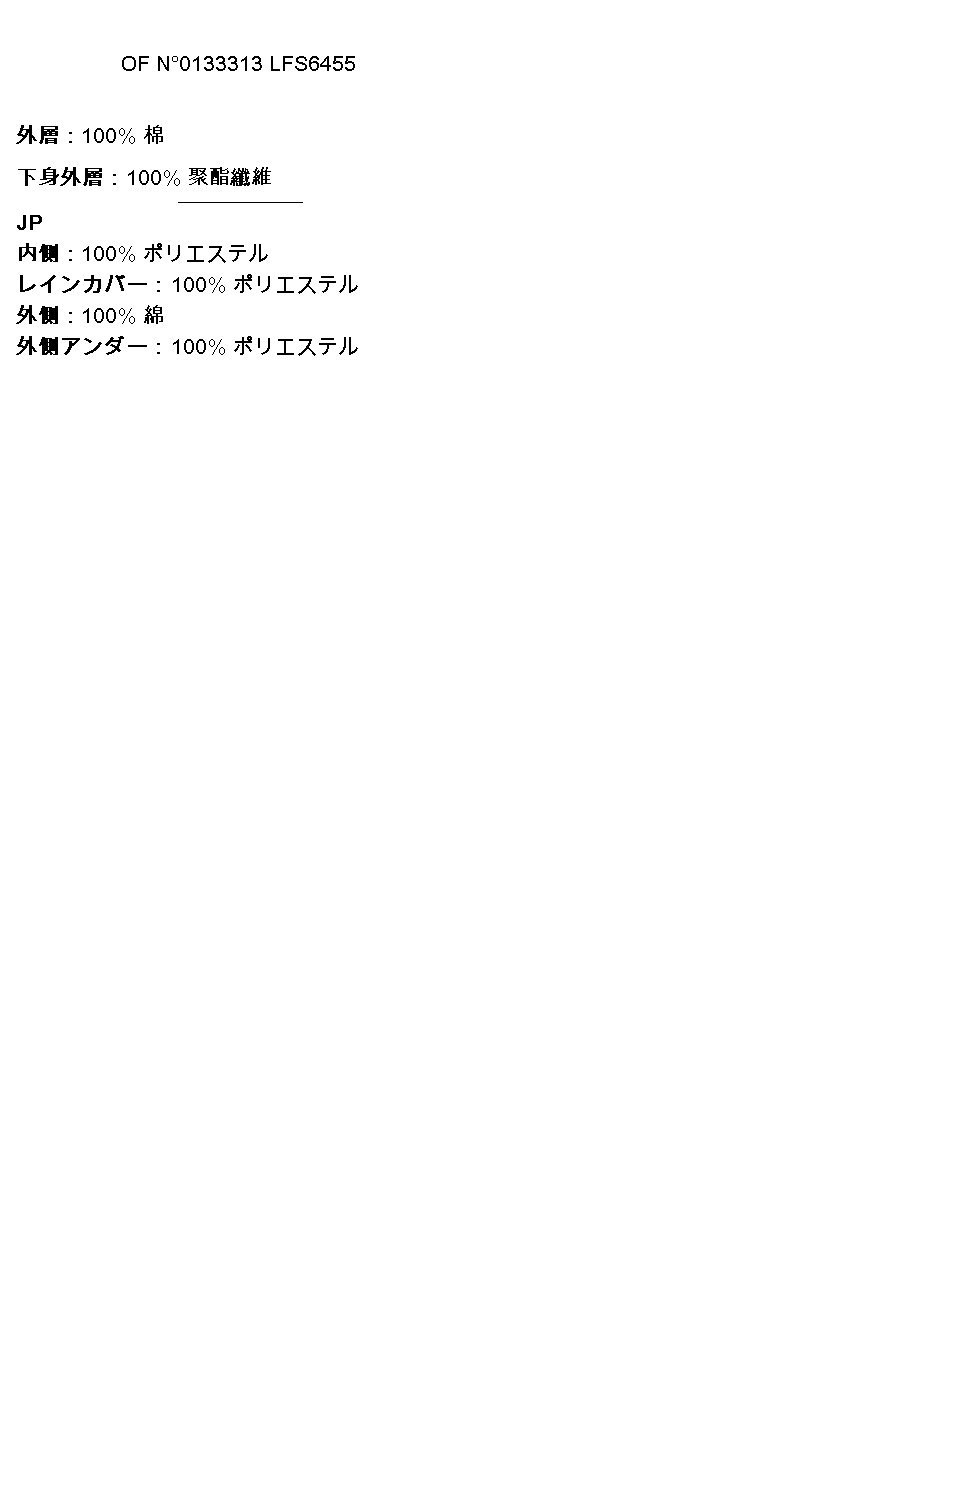 OF N°0133313 LFS6455
外層 : 100% 棉
下身外層 : 100% 聚酯纖維
JP
内側 : 100% ポリエステル
レインカバー : 100% ポリエステル
外側 : 100% 綿
外側アンダー : 100% ポリエステル